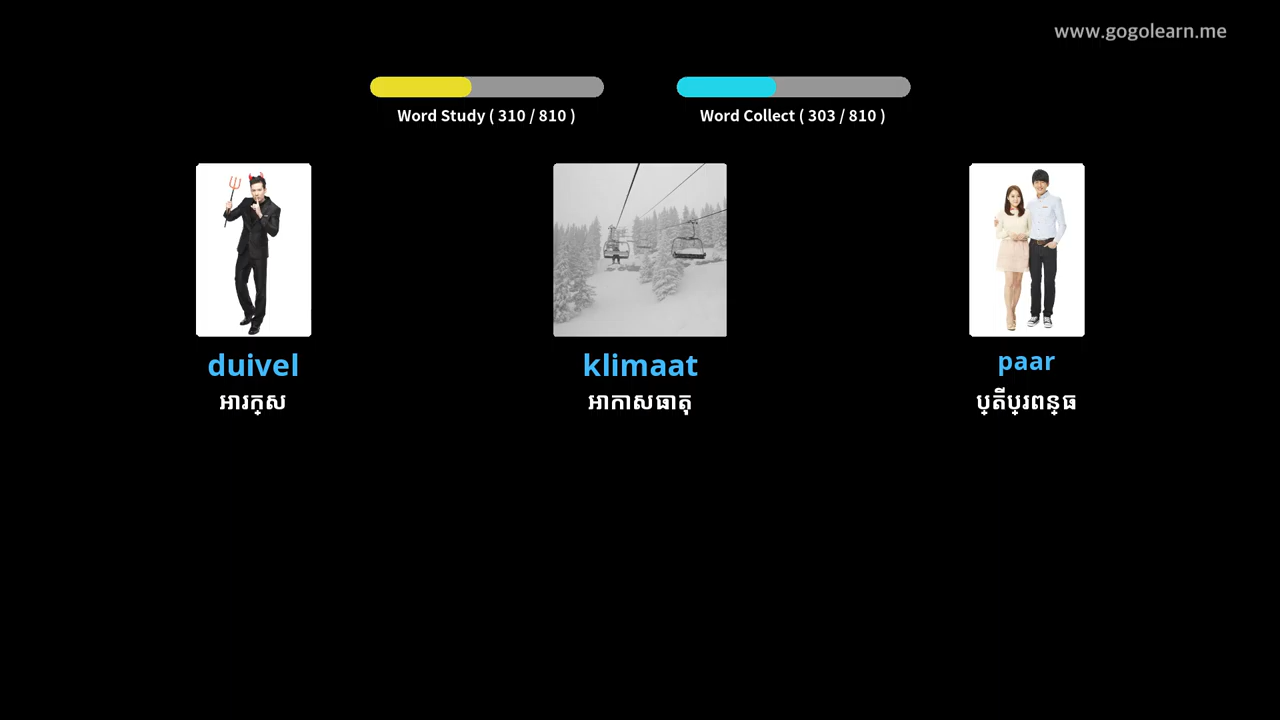 www.gogolearn.me
Word Study ( 310 / 810 )
Word Collect ( 303 / 810 )
duivel
អារក្ស
klimaat
អាកាសធាតុ
paar
ប្តីប្រពន្ធ